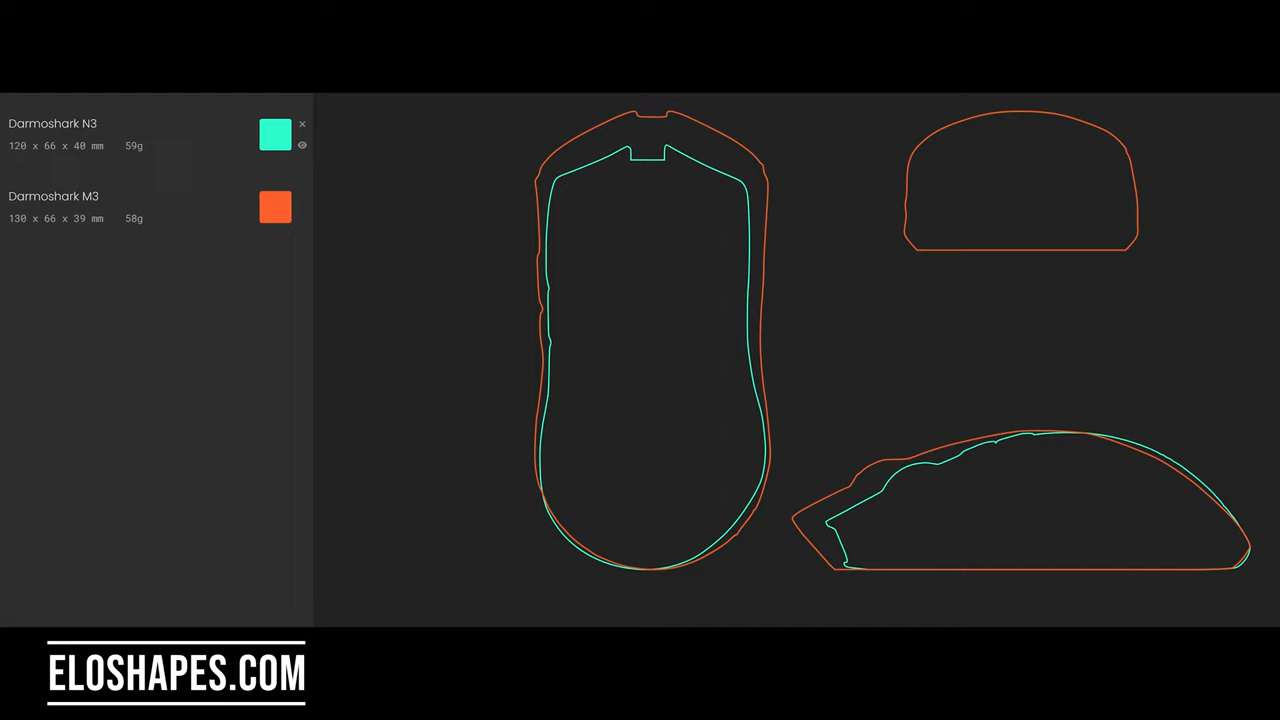 Darmoshark N3
120 x 66 x 40 mm 59g
Darmoshark M3
130 x 66 x 39 mm 58g
ELOSHAPES.COM